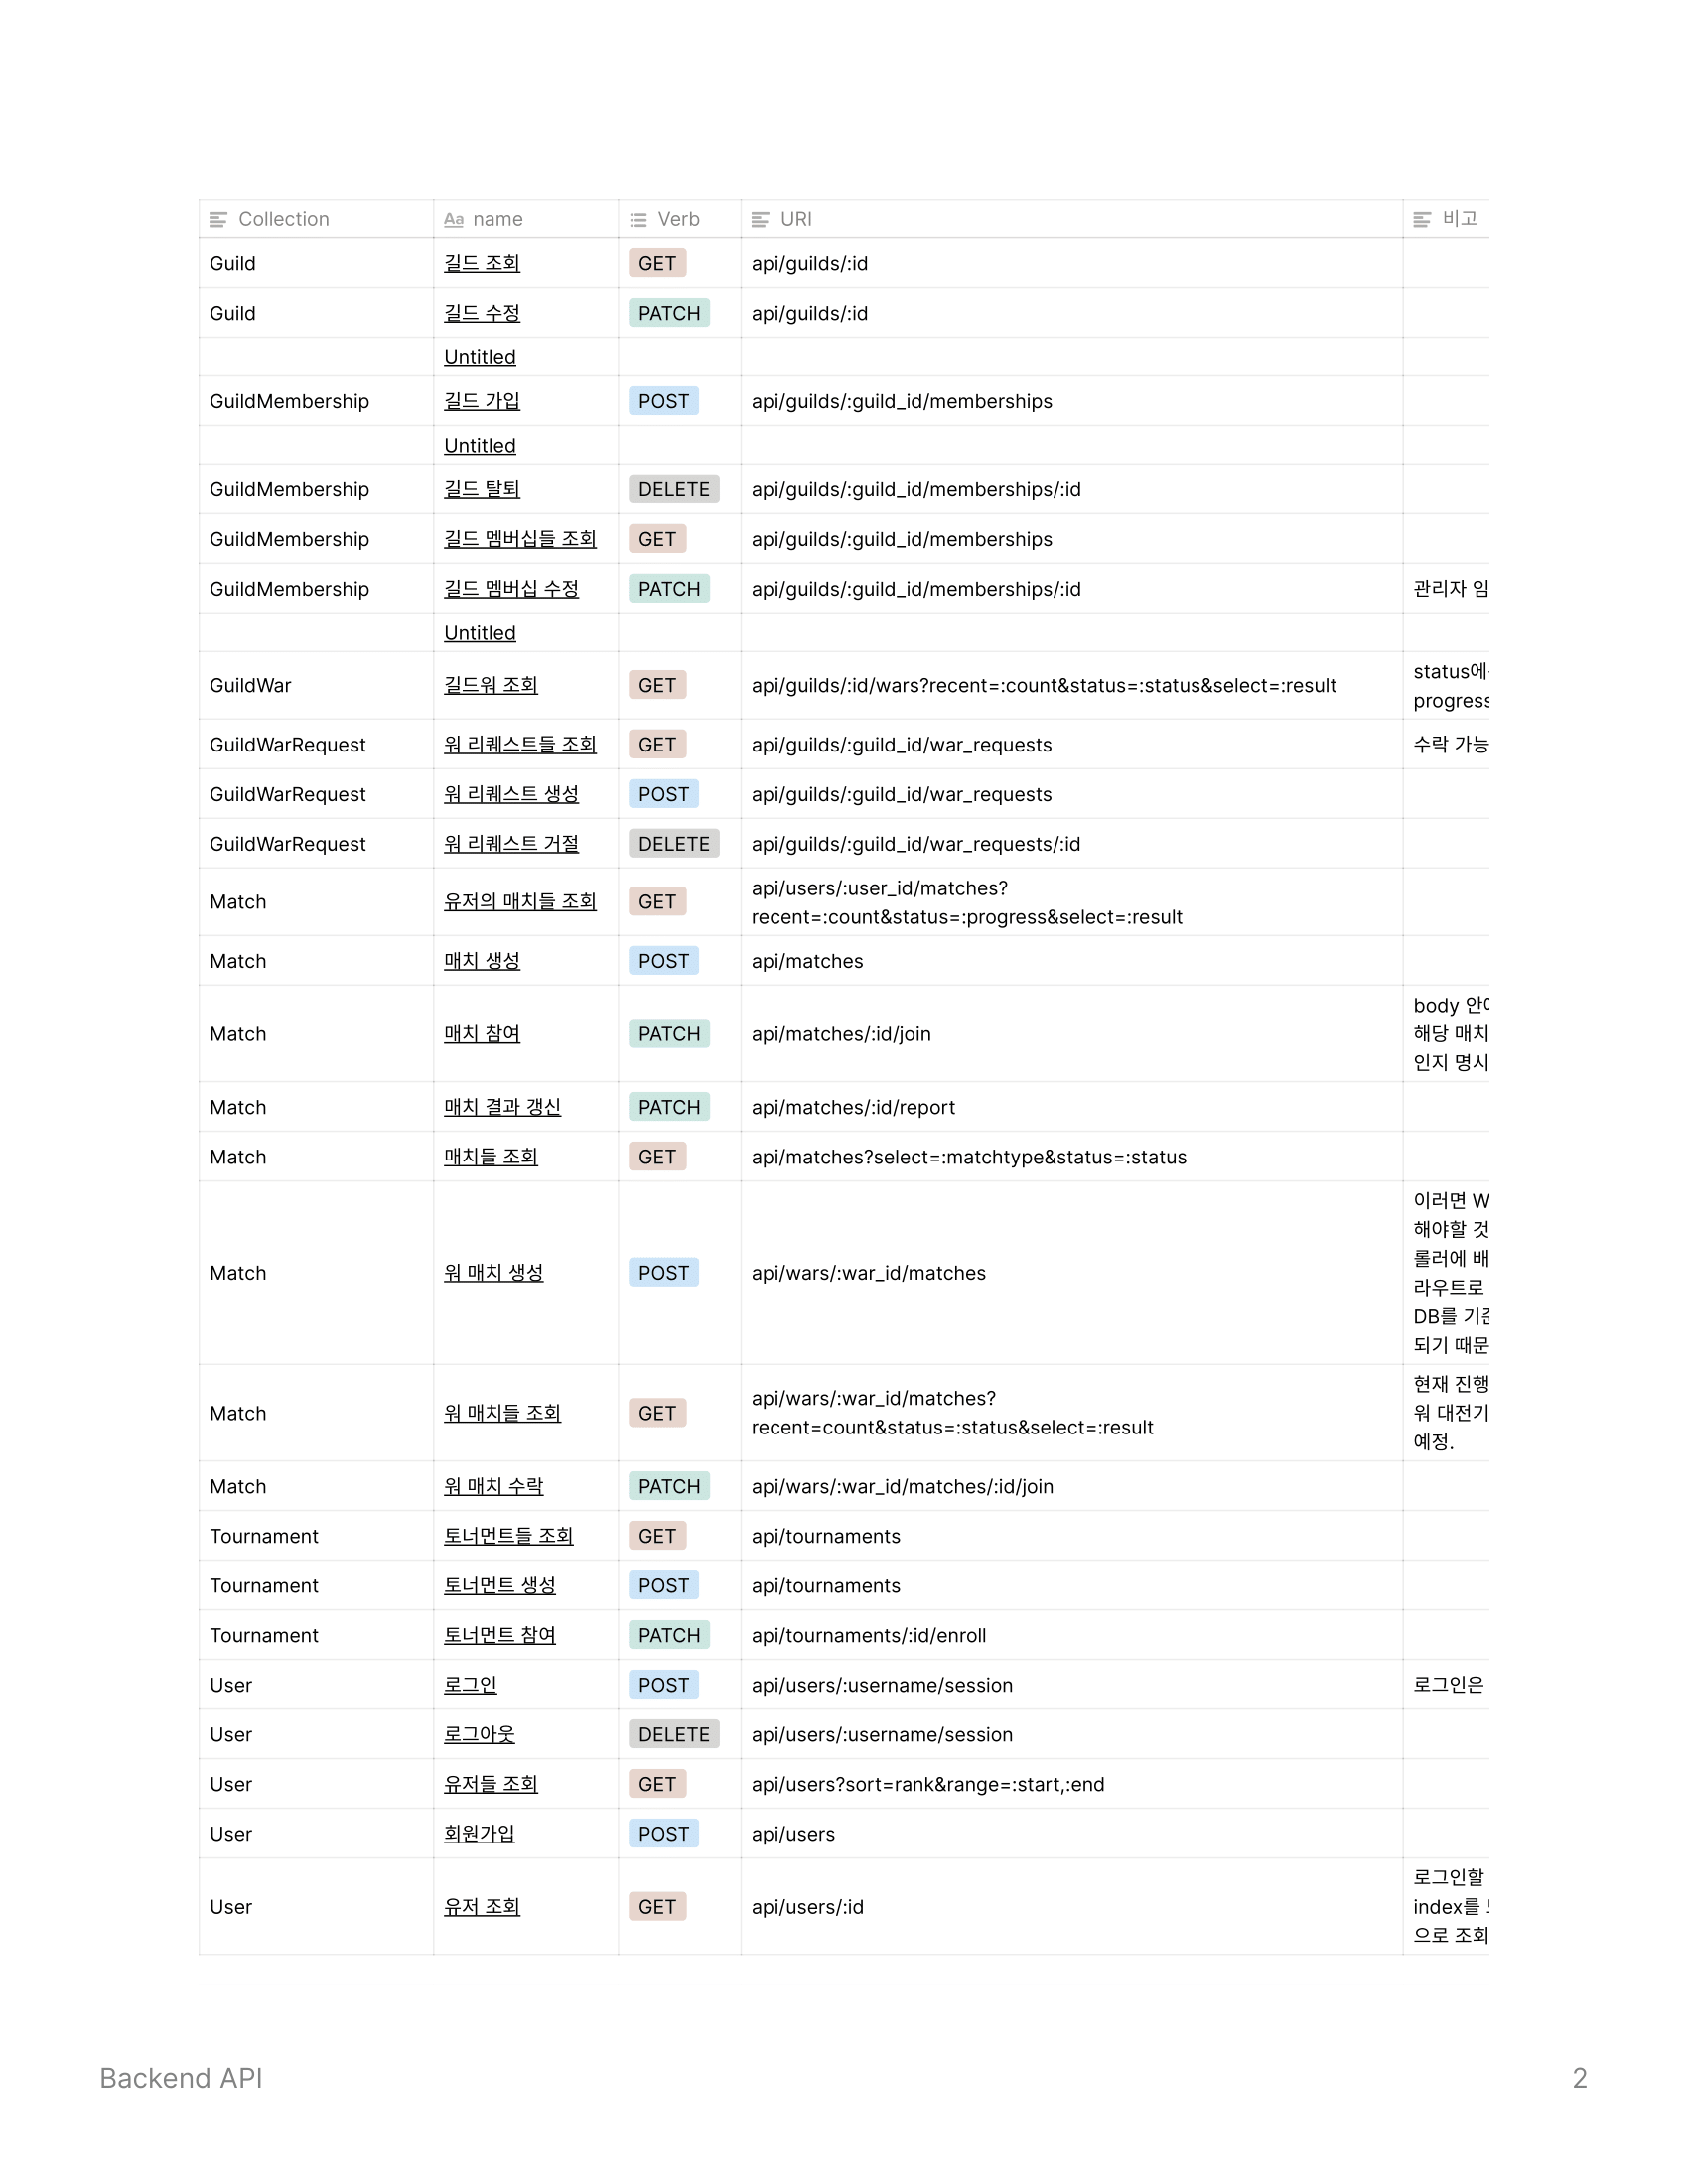 Collection Aa name Verb URI 비고
Guild 길드 조회 GET api/guilds/:id
Guild 길드 수정 PATCH api/guilds/:id
Untitled
GuildMembership 길드 가입 POST api/guilds/:guild_id/memberships
Untitled
GuildMembership 길드 탈퇴 DELETE api/guilds/:guild_id/memberships/:id
GuildMembership 길드 멤버십들 조회 GET api/guilds/:guild_id/memberships
GuildMembership 길드 멤버십 수정 PATCH api/guilds/:guild_id/memberships/:id 관리자 임
Untitled
GuildWar 길드워 조회 GET api/guilds/:id/wars?recent=:count&status=:status&select=:result status에
progress
GuildWarRequest 워 리퀘스트들 조회 GET api/guilds/:guild_id/war_requests 수락 가능
GuildWarRequest 워 리퀘스트 생성 POST api/guilds/:guild_id/war_requests
GuildWarRequest 워 리퀘스트 거절 DELETE api/guilds/:guild_id/war_requests/:id
Match 유저의 매치들 조회 GET api/users/:user_id/matches?
recent=:count&status=:progress&select=:result
Match 매치 생성 POST api/matches
Match 매치 참여 PATCH api/matches/:id/join body
해당 매치
인지 명시
Match 매치 결과 갱신 PATCH api/matches/:id/report
Match 매치들 조회 GET api/matches?select=:matchtype&status=:status
Match 워 매치 생성 POST api/wars/:war_id/matches 이러면 W
해야할 것
롤러에 배
라우트로
DB를
되기 때문
Match 워 매치들 조회 GET api/wars/:war_id/matches?
recent=count&status=:status&select=:result 현재 진행
워 대전기
예정.
Match 워 매치 수락 PATCH api/wars/:war_id/matches/:id/join
Tournament 토너먼트들 조회 GET api/tournaments
Tournament 토너먼트 생성 POST api/tournaments
Tournament 토너먼트 참여 PATCH api/tournaments/:id/enroll
User 로그인 POST api/users/:username/session 로그인은
User 로그아웃 DELETE api/users/:username/session
User 유저들 조회 GET api/users?sort=rank&range=:start,:end
User 회원가입 POST api/users
User 유저 조회 GET api/users/:id 로그인할
index를
으로 조회
Backend API 2